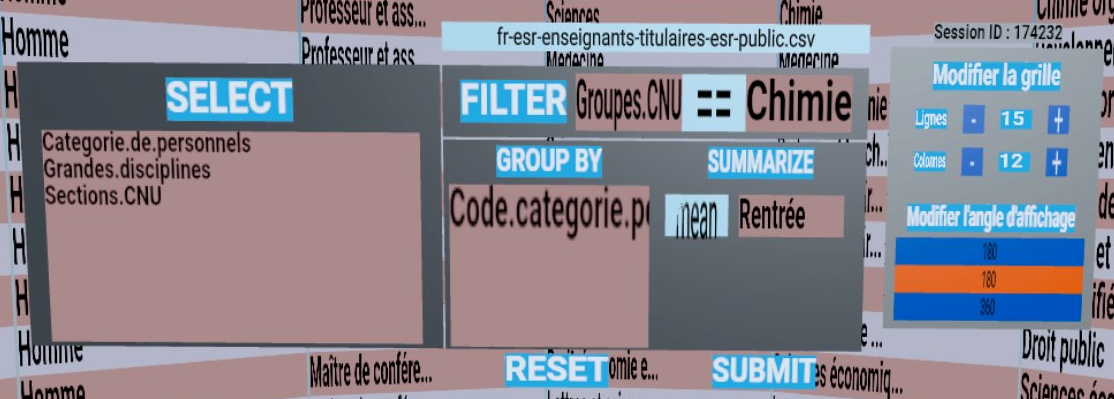 Professeur et ass...
Sciences
Chimie
Homme
Professeur et ass
Médecine
Médecine
fr-esr-enseignants-titulaires-esr-public.csv
Session ID : 174232
SELECT
Categorie.de.personnels
Grandes.disciplines
Sections.CNU
FILTER
Groupes.CNU
==
Chimie
GROUP BY
Code.categorie.pe
SUMMARIZE
mean
Rentrée
Modifier la grille
Lignes
-
15
+
Colonnes
-
12
+
Modifier l'angle d'affichage
180
180
360
Homme
Maître de confére...
omie e...
es économiq...
Droit public
RESET
SUBMIT
Homme
Sciences